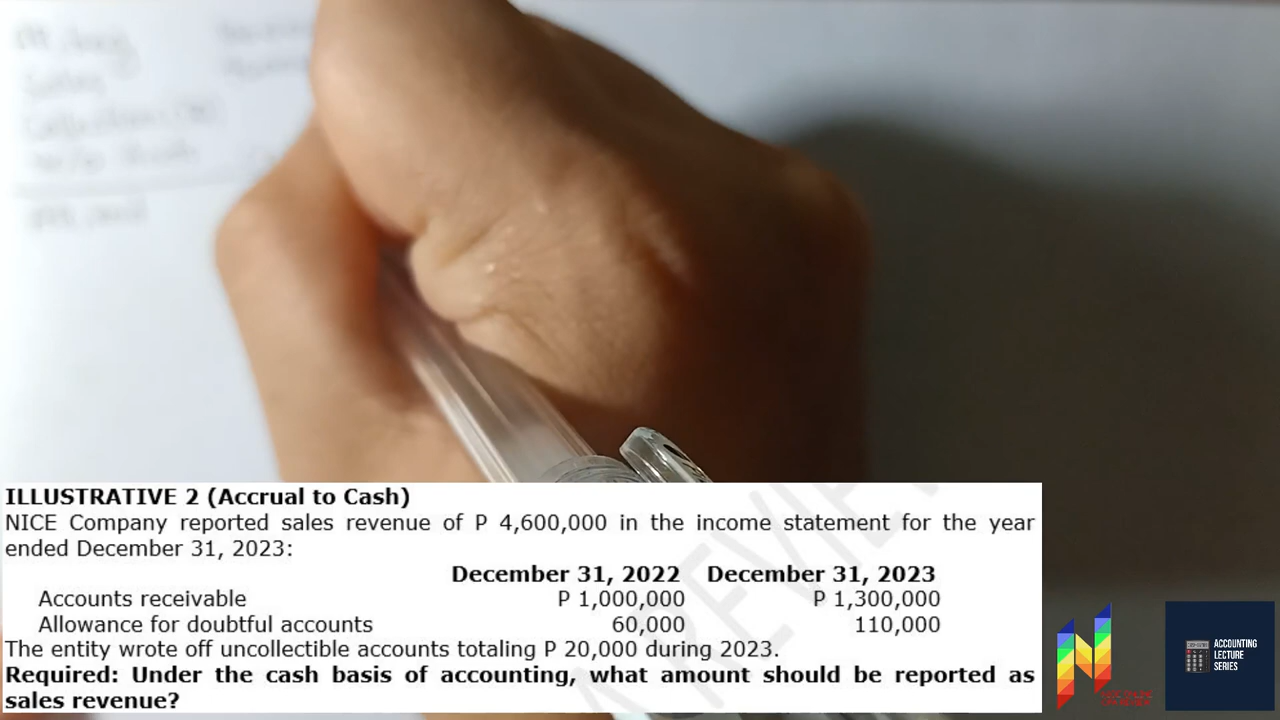 Sales
ILLUSTRATIVE 2 (Accrual to Cash)
NICE Company reported sales revenue of P 4,600,000 in the income statement for the year
ended December 31, 2023:
December 31, 2022 December 31, 2023
Accounts receivable P 1,000,000 P 1,300,000
Allowance for doubtful accounts 60,000 110,000
The entity wrote off uncollectible accounts totaling P 20,000 during 2023.
Required: Under the cash basis of accounting, what amount should be reported as
sales revenue?
ACCOUNTING
LECTURE
SERIES